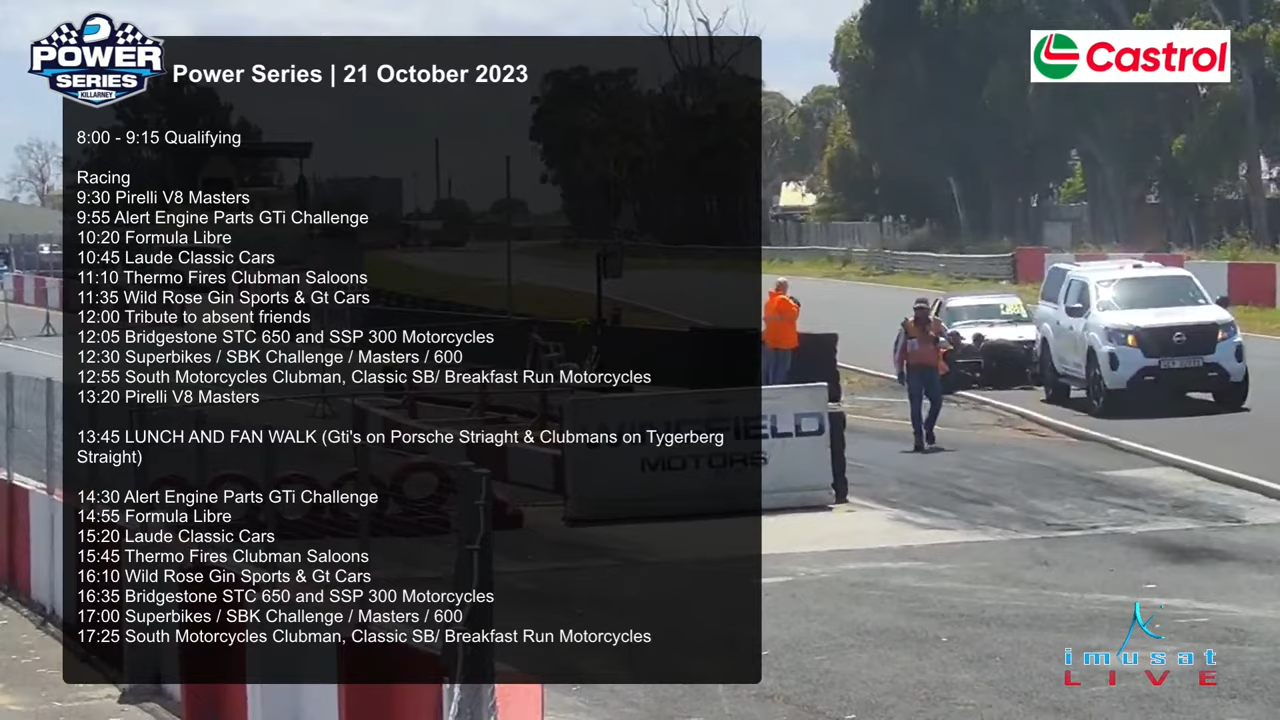 POWER
SERIES
KILLARNEY
Power Series | 21 October 2023
Castrol
8:00 - 9:15 Qualifying
Racing
9:30 Pirelli V8 Masters
9:55 Alert Engine Parts GTi Challenge
10:20 Formula Libre
10:45 Laude Classic Cars
11:10 Thermo Fires Clubman Saloons
11:35 Wild Rose Gin Sports & Gt Cars
12:00 Tribute to absent friends
12:05 Bridgestone STC 650 and SSP 300 Motorcycles
12:30 Superbikes / SBK Challenge / Masters / 600
12:55 South Motorcycles Clubman, Classic SB/ Breakfast Run Motorcycles
13:20 Pirelli V8 Masters
13:45 LUNCH AND FAN WALK (Gti's on Porsche Striaght & Clubmans on Tygerberg
Straight)
14:30 Alert Engine Parts GTi Challenge
14:55 Formula Libre
15:20 Laude Classic Cars
15:45 Thermo Fires Clubman Saloons
16:10 Wild Rose Gin Sports & Gt Cars
16:35 Bridgestone STC 650 and SSP 300 Motorcycles
17:00 Superbikes / SBK Challenge / Masters / 600
17:25 South Motorcycles Clubman, Classic SB/ Breakfast Run Motorcycles
WINGFIELD
MOTORS
imusat
LIVE